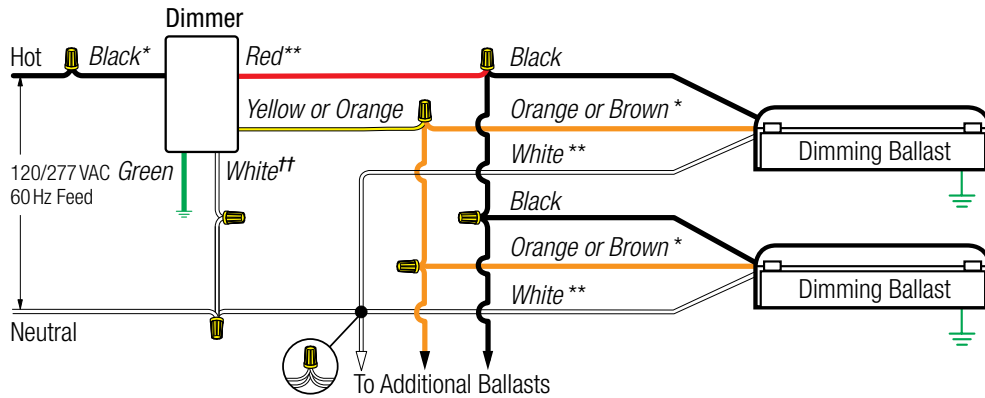 Dimmer
Hot
Black*
Red**
Black
Yellow or Orange
Orange or Brown *
120/277 VAC
60 Hz Feed
Green
White††
White **
Dimming Ballast
Black
Orange or Brown *
White **
Dimming Ballast
Neutral
To Additional Ballasts